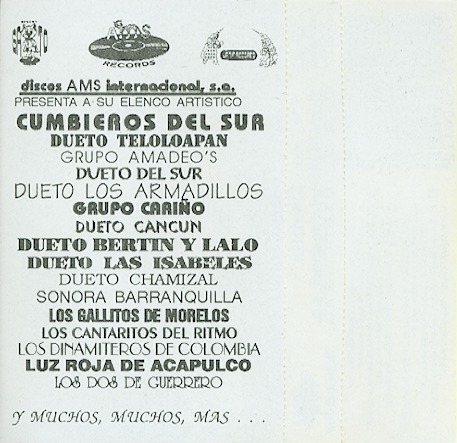 AMS
RECORDS
discos AMS internacional, s.a.
PRESENTA A SU ELENCO ARTISTICO
CUMBIEROS DEL SUR
DUETO TELOLOAPAN
GRUPO AMADEO'S
DUETO DEL SUR
DUETO LOS ARMADILLOS
GRUPO CARIÑO
DUETO CANCUN
DUETO BERTIN Y LALO
DUETO LAS ISABELES
DUETO CHAMIZAL
SONORA BARRANQUILLA
LOS GALLITOS DE MORELOS
LOS CANTARITOS DEL RITMO
LOS DINAMITEROS DE COLOMBIA
LUZ ROJA DE ACAPULCO
LOS DOS DE GUERRERO
Y MUCHOS, MUCHOS, MAS . . .